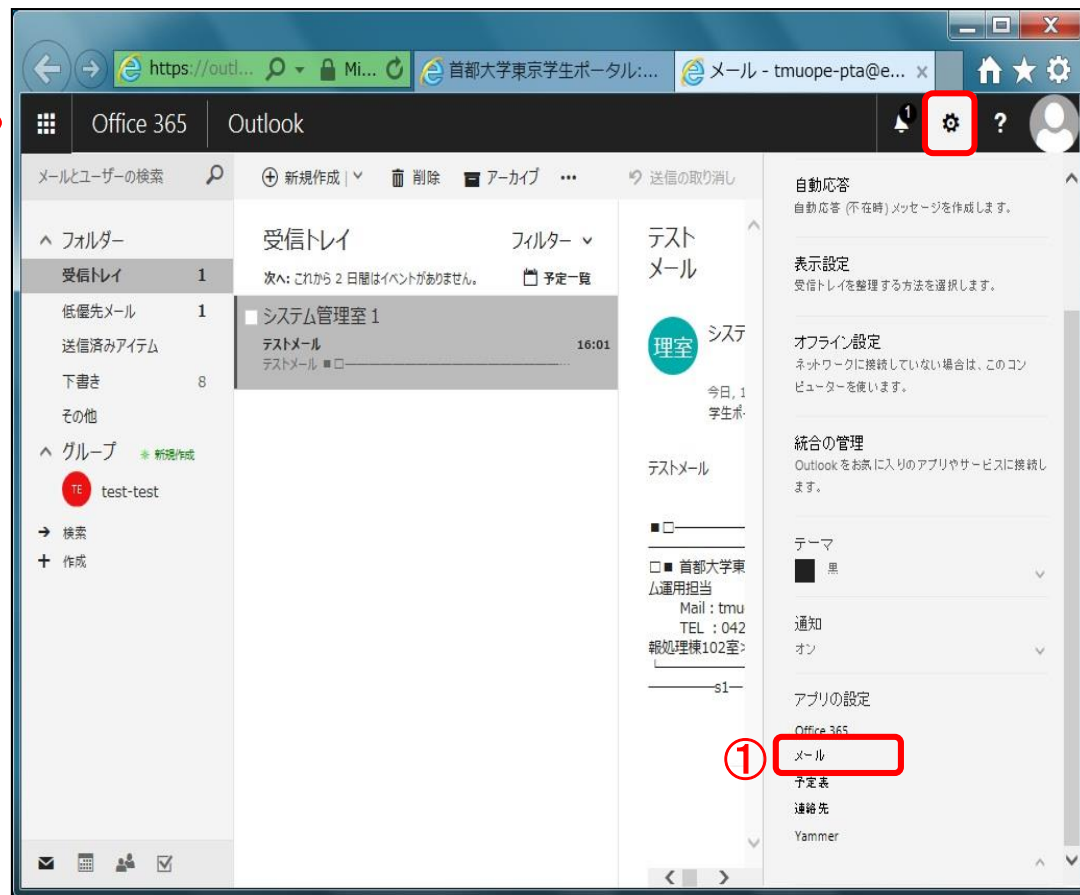 https://outl... Mi... 首都大学東京学生ポータル:... メール - tmuope-pta@e... x
Office 365 Outlook 1 ?
メールとユーザーの検索
新規作成 削除 アーカイブ ••• 送信の取り消し
フォルダー
受信トレイ 1
低優先メール 1
送信済みアイテム
下書き 8
その他
グループ 新規作成
TE test-test
検索
作成
受信トレイ フィルター
次へ: これから 2 日間はイベントがありません。 予定一覧
システム管理室 1
テストメール 16:01
テストメール ■□――――――――――――――…
テスト
メール
理室 システ
今日, 1
学生ポ
テストメール
■□――――
□■ 首都大学東
ム運用担当
Mail : tmu
TEL : 042
報処理棟102室>
└――――
――――s1―
自動応答
自動応答 (不在時) メッセージを作成します。
表示設定
受信トレイを整理する方法を選択します。
オフライン設定
ネットワークに接続していない場合は、このコン
ピューターを使います。
統合の管理
Outlook をお気に入りのアプリやサービスに接続し
ます。
テーマ
黒
通知
オン
アプリの設定
Office 365
① メール
予定表
連絡先
Yammer